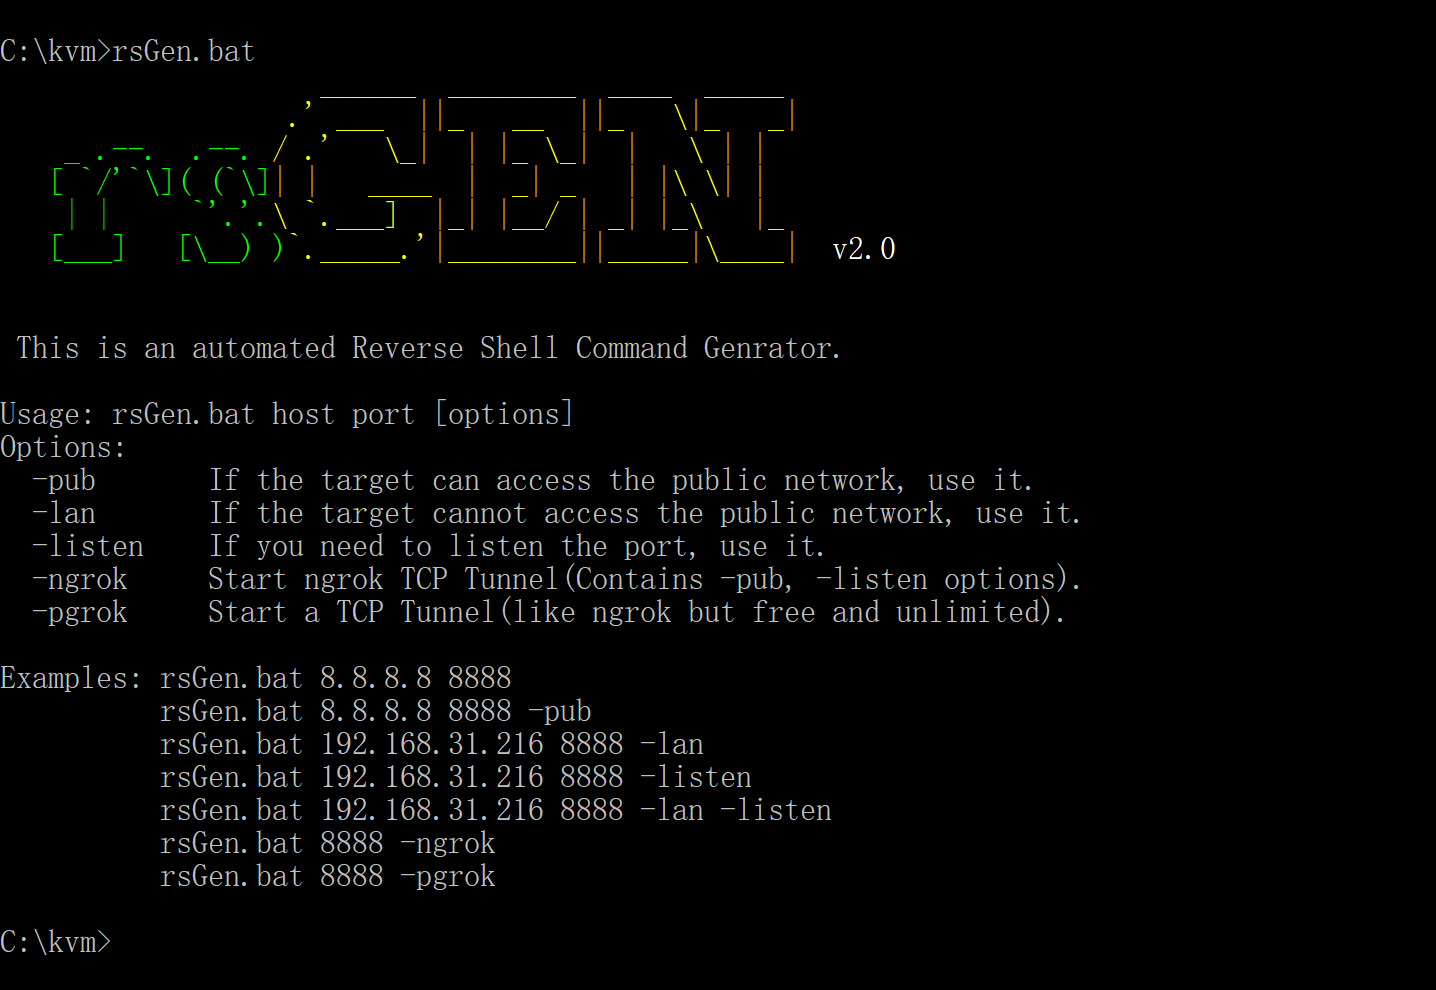 C:\kvm>rsGen.bat
rsGEN v2.0
This is an automated Reverse Shell Command Genrator.
Usage: rsGen.bat host port [options]
Options:
-pub If the target can access the public network, use it.
-lan If the target cannot access the public network, use it.
-listen If you need to listen the port, use it.
-ngrok Start ngrok TCP Tunnel(Contains -pub, -listen options).
-pgrok Start a TCP Tunnel(like ngrok but free and unlimited).
Examples: rsGen.bat 8.8.8.8 8888
rsGen.bat 8.8.8.8 8888 -pub
rsGen.bat 192.168.31.216 8888 -lan
rsGen.bat 192.168.31.216 8888 -listen
rsGen.bat 192.168.31.216 8888 -lan -listen
rsGen.bat 8888 -ngrok
rsGen.bat 8888 -pgrok
C:\kvm>